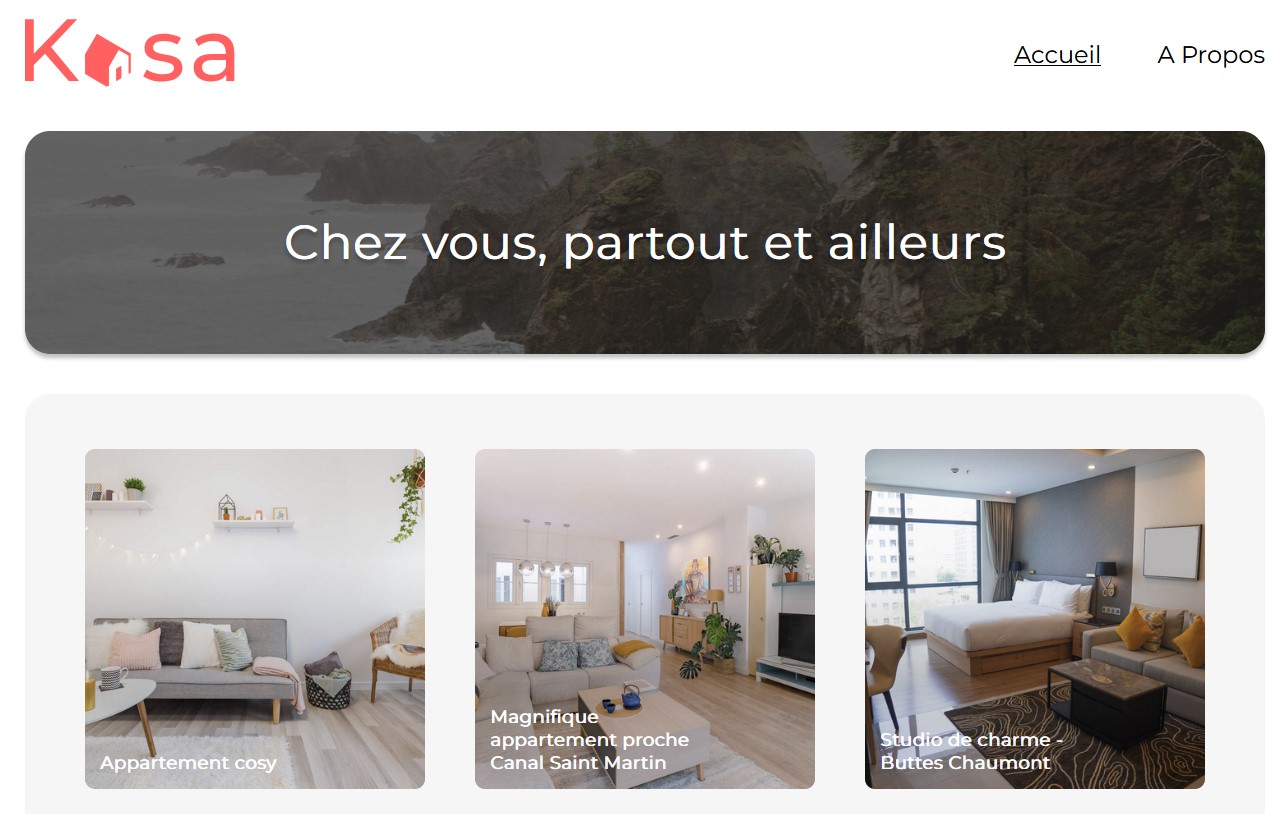 Kasa
Accueil
A Propos
Chez vous, partout et ailleurs
Appartement cosy
Magnifique
appartement proche
Canal Saint Martin
Studio de charme -
Buttes Chaumont